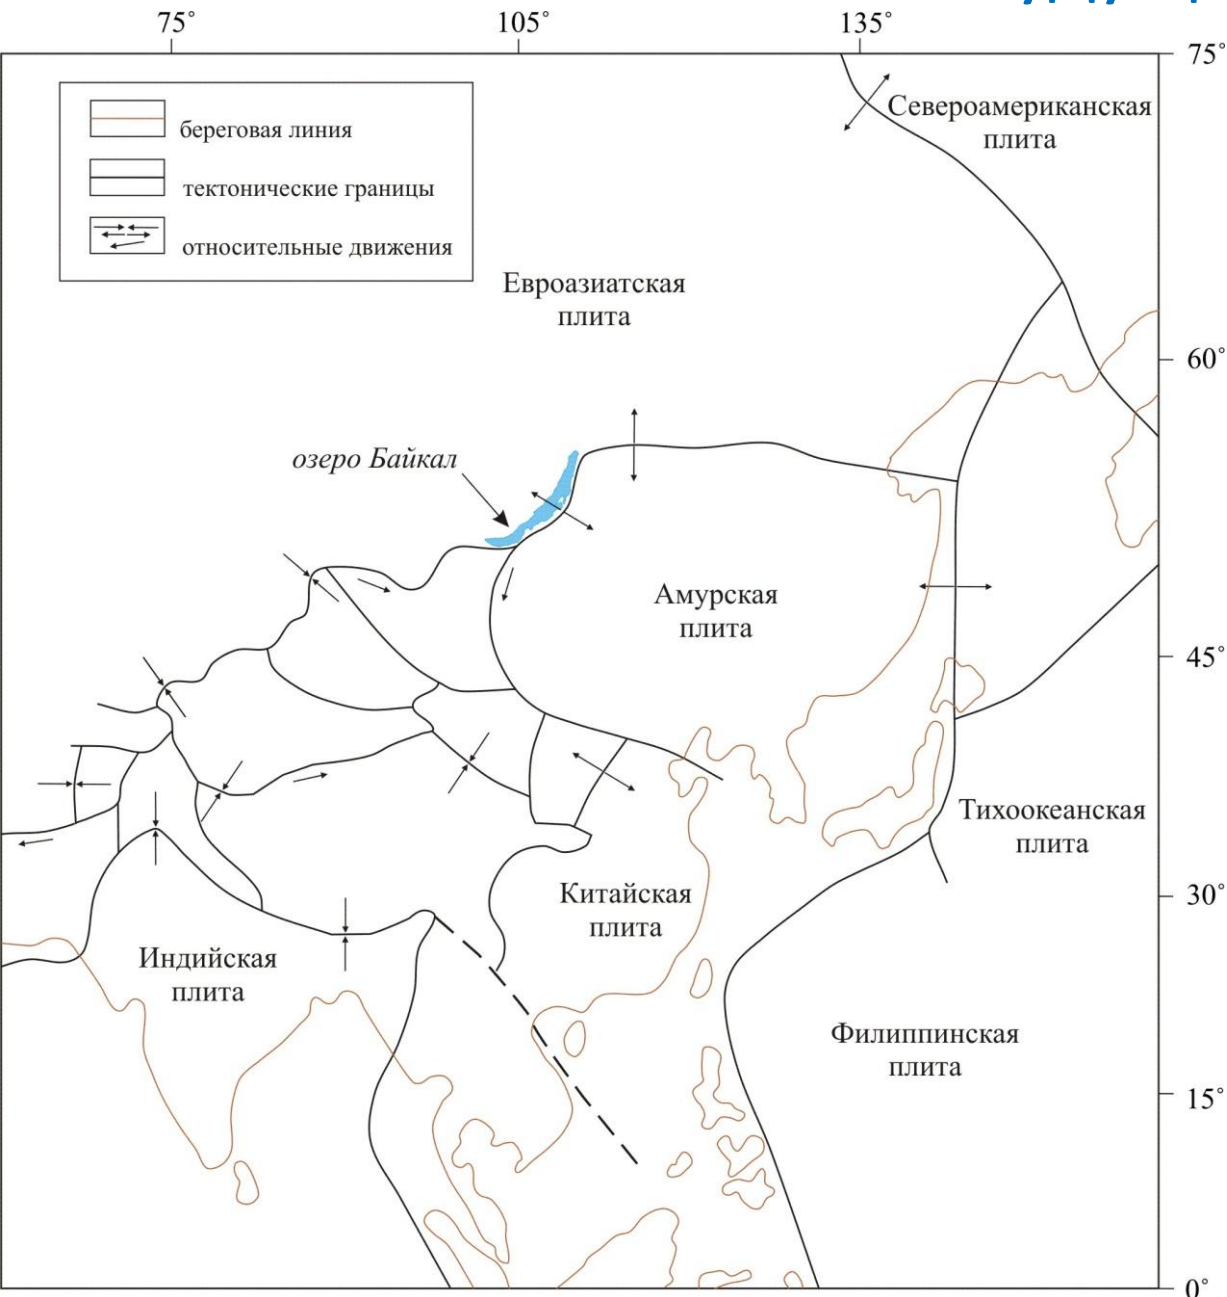 75˚
105˚
135˚
75˚
береговая линия
тектонические границы
относительные движения
Североамериканская
плита
Евроазиатская
плита
60˚
озеро Байкал
Амурская
плита
45˚
Тихоокеанская
плита
Китайская
плита
30˚
Индийская
плита
Филиппинская
плита
15˚
0˚